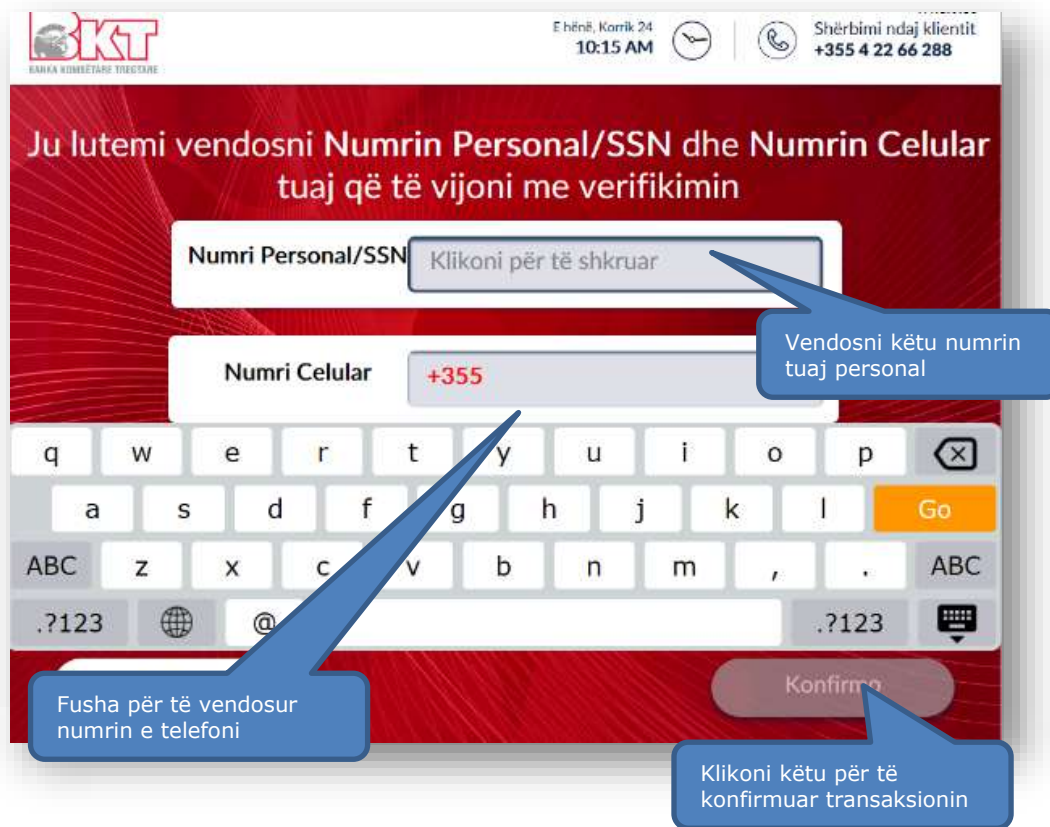 BKT
BANKA KOMBËTARE TREGTARE
E hënë, Korrik 24
10:15 AM
Shërbimi ndaj klientit
+355 4 22 66 288
Ju lutemi vendosni Numrin Personal/SSN dhe Numrin Celular
tuaj që të vijoni me verifikimin
Numri Personal/SSN
Klikoni për të shkruar
Vendosni këtu numrin
tuaj personal
Numri Celular
+355
q w e r t y u i o p
a s d f g h j k l Go
ABC z x c v b n m , . ABC
.?123 @ .?123
Konfirmo
Fusha për të vendosur
numrin e telefoni
Klikoni këtu për të
konfirmuar transaksionin